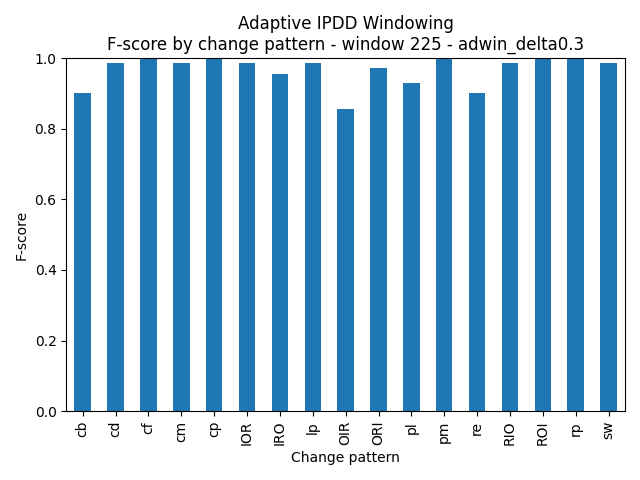 Adaptive IPDD Windowing
F-score by change pattern - window 225 - adwin_delta0.3
F-score
1.0
0.8
0.6
0.4
0.2
0.0
cb
cd
cf
cm
cp
IOR
IRO
lp
OIR
ORI
pl
pm
re
RIO
ROI
rp
sw
Change pattern